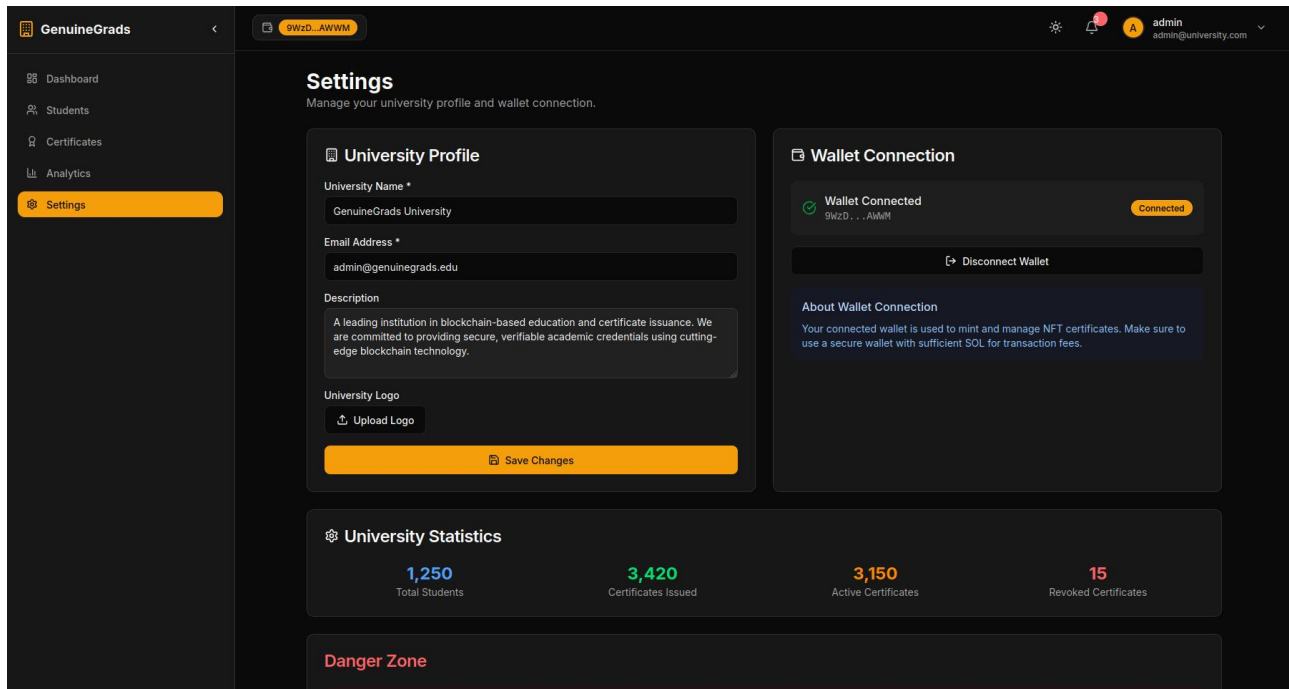 GenuineGrads
9WzD...AWWM
3
A
admin
admin@university.com
Dashboard
Students
Certificates
Analytics
Settings
Settings
Manage your university profile and wallet connection.
University Profile
University Name *
GenuineGrads University
Email Address *
admin@genuinegrads.edu
Description
A leading institution in blockchain-based education and certificate issuance. We
are committed to providing secure, verifiable academic credentials using cutting-
edge blockchain technology.
University Logo
Upload Logo
Save Changes
Wallet Connection
Wallet Connected
9WzD...AWWM
Connected
Disconnect Wallet
About Wallet Connection
Your connected wallet is used to mint and manage NFT certificates. Make sure to
use a secure wallet with sufficient SOL for transaction fees.
University Statistics
1,250
Total Students
3,420
Certificates Issued
3,150
Active Certificates
15
Revoked Certificates
Danger Zone